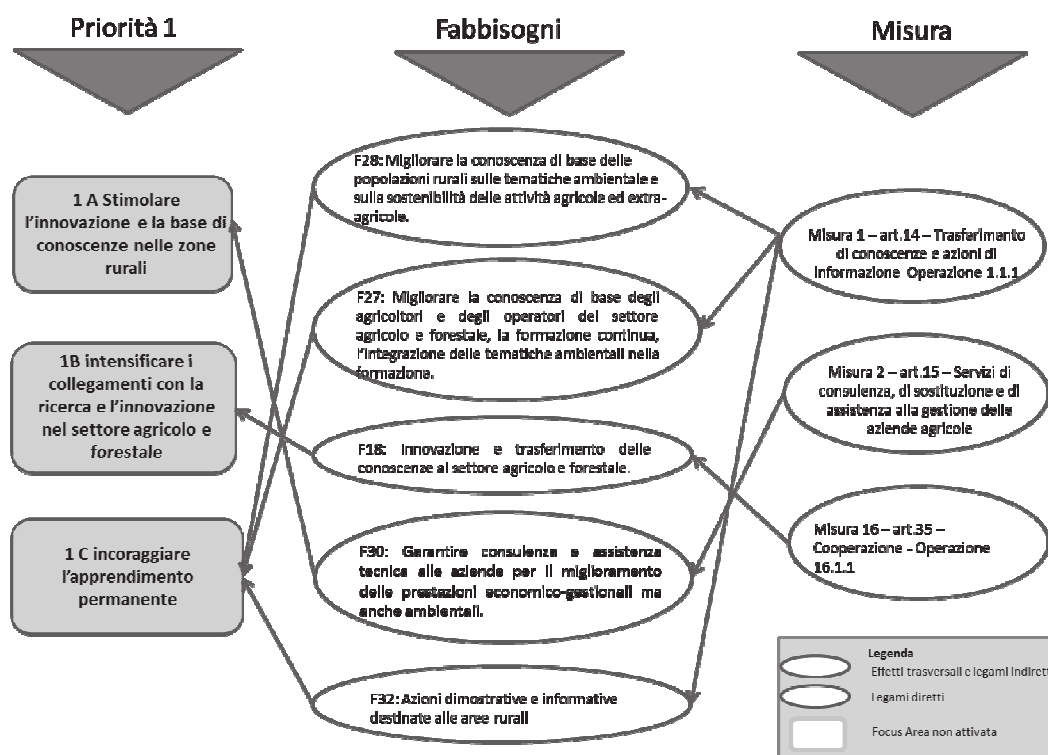 Priorità 1
Fabbisogni
Misura
1 A Stimolare
l’innovazione e la base di
conoscenze nelle zone
rurali
1B intensificare i
collegamenti con la
ricerca e l’innovazione
nel settore agricolo e
forestale
1 C incoraggiare
l’apprendimento
permanente
F28: Migliorare la conoscenza di base delle
popolazioni rurali sulle tematiche ambientale e
sulla sostenibilità delle attività agricole ed extra-
agricole.
F27: Migliorare la conoscenza di base degli
agricoltori e degli operatori del settore
agricolo e forestale, la formazione continua,
l’integrazione delle tematiche ambientali nella
formazione.
F18: Innovazione e trasferimento delle
conoscenze al settore agricolo e forestale.
F30: Garantire consulenza e assistenza
tecnica alle aziende per il miglioramento
delle prestazioni economico-gestionali ma
anche ambientali.
F32: Azioni dimostrative e informative
destinate alle aree rurali
Misura 1 – art.14 – Trasferimento
di conoscenze e azioni di
informazione Operazione 1.1.1
Misura 2 – art.15 – Servizi di
consulenza, di sostituzione e di
assistenza alla gestione delle
aziende agricole
Misura 16 – art.35 –
Cooperazione - Operazione
16.1.1
Legenda
Effetti trasversali e legami indirett
Legami diretti
Focus Area non attivata